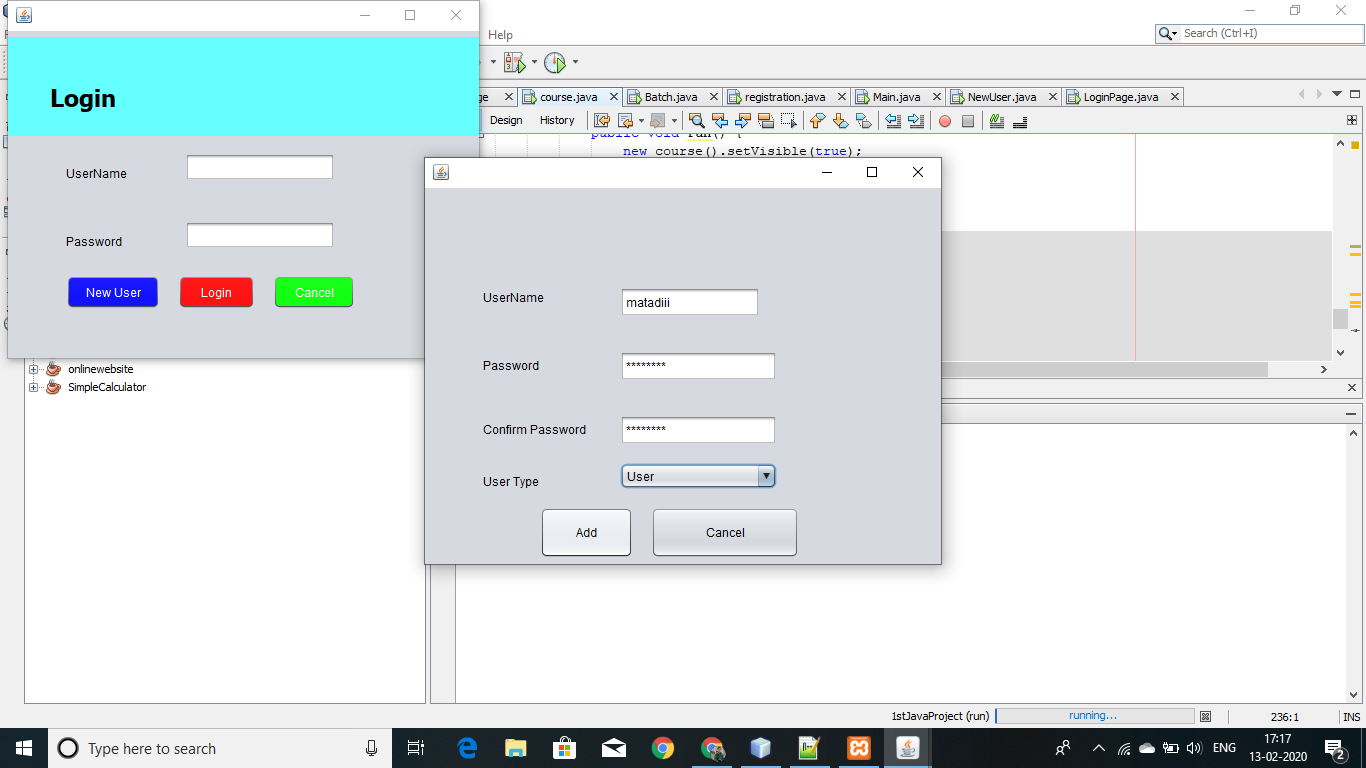 Help
Search (Ctrl+I)
Login
ge
course.java
Batch.java
registration.java
Main.java
NewUser.java
LoginPage.java
Design
History
public void run() {
new course().setVisible(true);
UserName
Password
New User
Login
Cancel
UserName
matadiii
Password
********
Confirm Password
********
User Type
User
Add
Cancel
onlinewebsite
SimpleCalculator
1stJavaProject (run)
running...
236:1
INS
Type here to search
ENG
17:17
13-02-2020
2